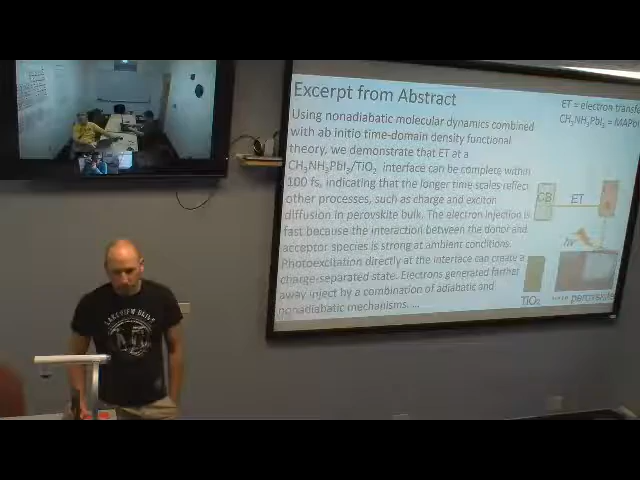 Excerpt from Abstract
Using nonadiabatic molecular dynamics combined
with ab initio time-domain density functional
theory, we demonstrate that ET at a
CH₃NH₃PbI₃/TiO₂ interface can be complete within
100 fs, indicating that the longer time scales reflect
other processes, such as charge and exciton
diffusion in perovskite bulk. The electron injection is
fast because the interaction between the donor and
acceptor species is strong at ambient conditions.
Photoexcitation directly at the interface can create a
charge-separated state. Electrons generated farther
away inject by a combination of adiabatic and
nonadiabatic mechanisms....
ET = electron transfe
CH₃NH₃PbI₃ = MAPbI
CB
ET
hν
TiO₂
perovskite
LAKEVIEW